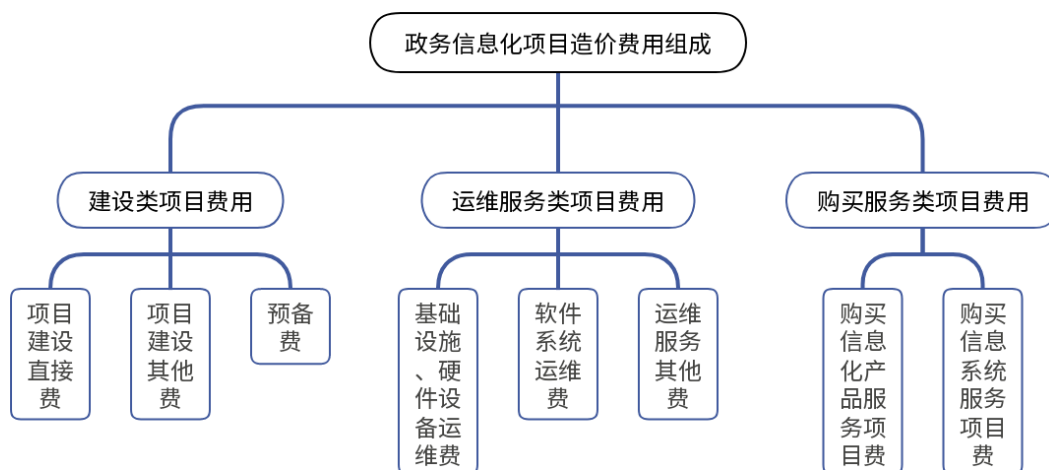 政务信息化项目造价费用组成
建设类项目费用
运维服务类项目费用
购买服务类项目费用
项目
建设
直接
费
项目
建设
其他
费
预备
费
基础
设施
、硬
件设
备运
维费
软件
系统
运维
费
运维
服务
其他
费
购买
信息
化产
品服
务项
目费
购买
信息
系统
服务
项目
费